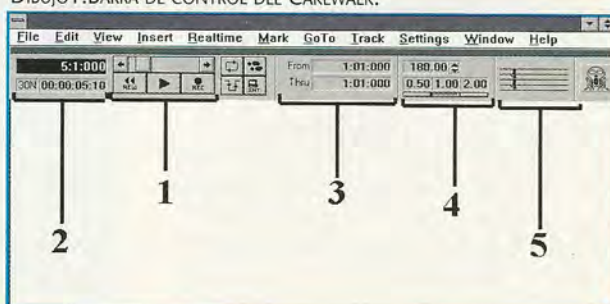 DIBUJO 1:BARRA DE CONTROL DEL CAKEWALK.
File Edit View Insert Realtime Mark GoTo Track Settings Window Help
5:1:000
30N 00:00:05:10
REW
REC
From 1:01:000
Thru 1:01:000
180.00
0.50 1.00 2.00
1
2
3
4
5